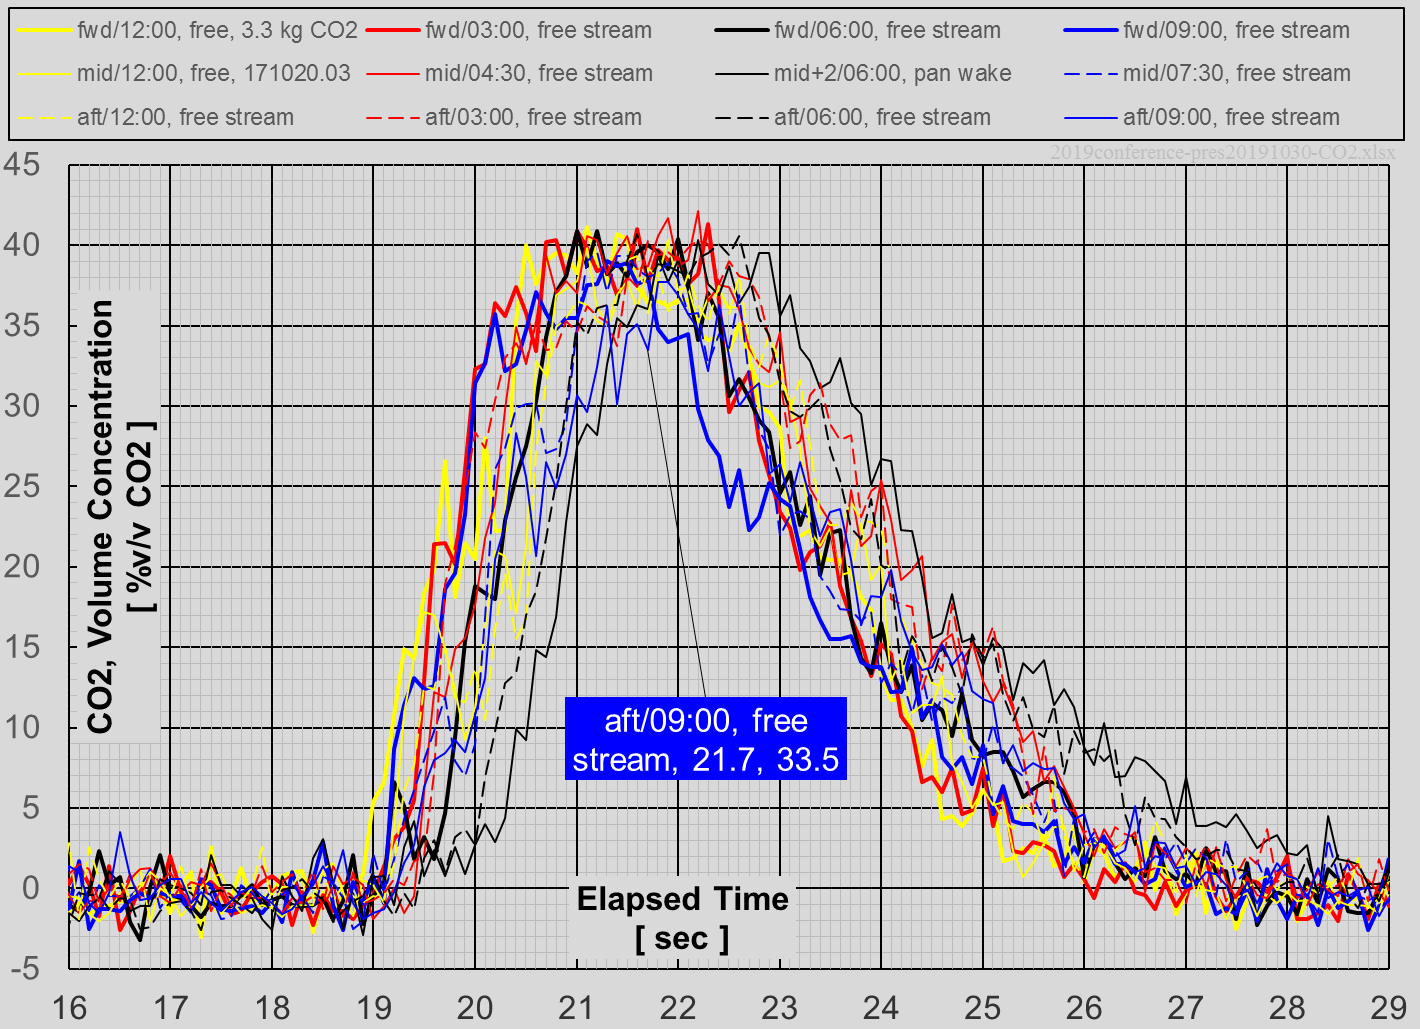 fwd/12:00, free, 3.3 kg CO2
fwd/03:00, free stream
fwd/06:00, free stream
fwd/09:00, free stream
mid/12:00, free, 171020.03
mid/04:30, free stream
mid+2/06:00, pan wake
mid/07:30, free stream
aft/12:00, free stream
aft/03:00, free stream
aft/06:00, free stream
aft/09:00, free stream
2019conference-pres20191030-CO2.xlsx
45
40
35
30
25
20
15
10
5
0
-5
CO2, Volume Concentration
[ %v/v CO2 ]
aft/09:00, free
stream, 21.7, 33.5
Elapsed Time
[ sec ]
16 17 18 19 20 21 22 23 24 25 26 27 28 29